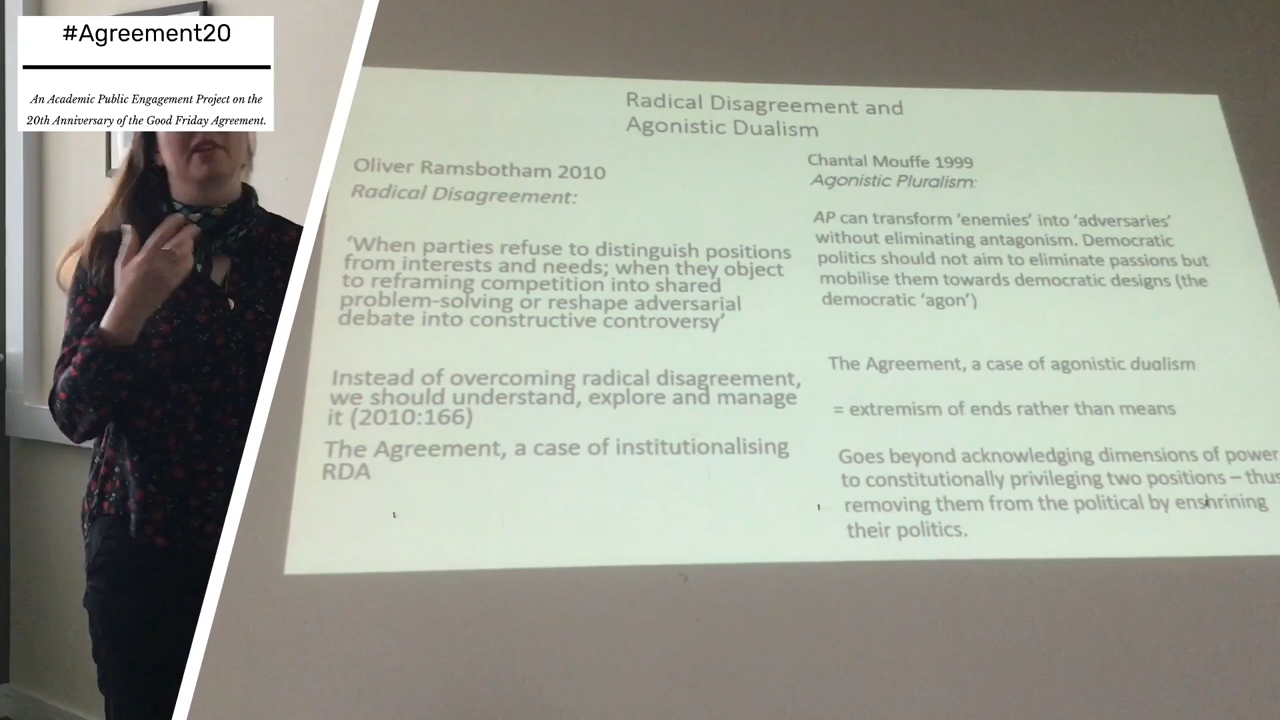 #Agreement20
An Academic Public Engagement Project on the
20th Anniversary of the Good Friday Agreement.
Radical Disagreement and
Agonistic Dualism
Oliver Ramsbotham 2010
Radical Disagreement:
‘When parties refuse to distinguish positions
from interests and needs; when they object
to reframing competition into shared
problem-solving or reshape adversarial
debate into constructive controversy’
Instead of overcoming radical disagreement,
we should understand, explore and manage
it (2010:166)
The Agreement, a case of institutionalising
RDA
Chantal Mouffe 1999
Agonistic Pluralism:
AP can transform ‘enemies’ into ‘adversaries’
without eliminating antagonism. Democratic
politics should not aim to eliminate passions but
mobilise them towards democratic designs (the
democratic ‘agon’)
The Agreement, a case of agonistic dualism
= extremism of ends rather than means
Goes beyond acknowledging dimensions of power
to constitutionally privileging two positions – thus
removing them from the political by enshrining
their politics.